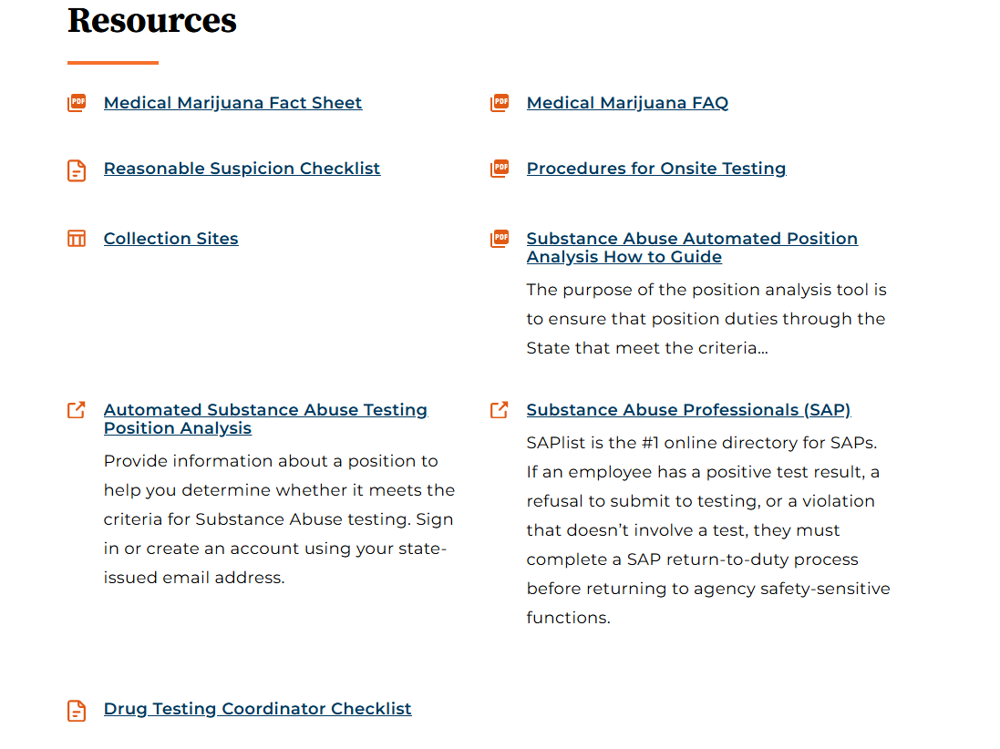 Resources
PDF Medical Marijuana Fact Sheet
PDF Medical Marijuana FAQ
Reasonable Suspicion Checklist
PDF Procedures for Onsite Testing
Collection Sites
PDF Substance Abuse Automated Position
Analysis How to Guide
The purpose of the position analysis tool is
to ensure that position duties through the
State that meet the criteria...
Automated Substance Abuse Testing
Position Analysis
Provide information about a position to
help you determine whether it meets the
criteria for Substance Abuse testing. Sign
in or create an account using your state-
issued email address.
Substance Abuse Professionals (SAP)
SAPlist is the #1 online directory for SAPs.
If an employee has a positive test result, a
refusal to submit to testing, or a violation
that doesn’t involve a test, they must
complete a SAP return-to-duty process
before returning to agency safety-sensitive
functions.
Drug Testing Coordinator Checklist